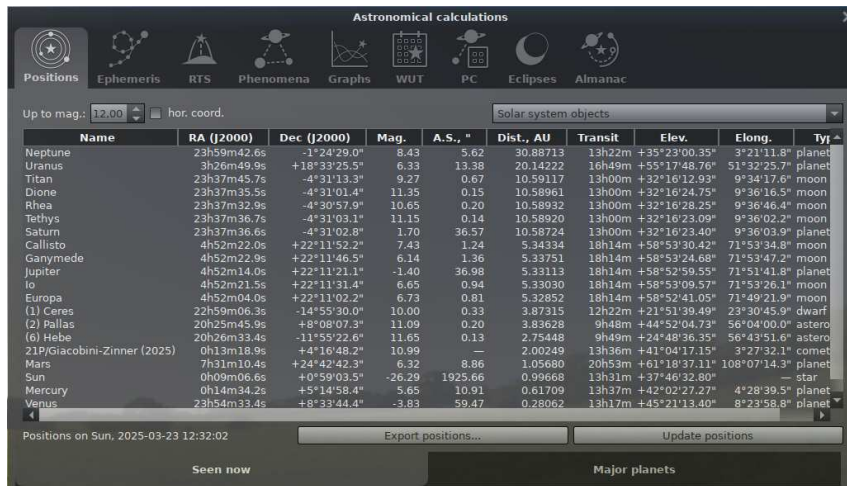 Astronomical calculations
Positions Ephemeris RTS Phenomena Graphs WUT PC Eclipses Almanac
Up to mag.: 12.00 hor. coord. Solar system objects
Name RA (J2000) Dec (J2000) Mag. A.S., " Dist., AU Transit Elev. Elong. Typ
Neptune 23h59m42.6s -1°24'29.0" 8.43 5.62 30.88713 13h22m +35°23'00.35" 3°21'11.8" planet
Uranus 3h26m49.9s +18°33'25.5" 6.33 13.38 20.14222 16h49m +55°17'48.76" 51°32'25.7" planet
Titan 23h37m45.7s -4°31'13.3" 9.27 0.67 10.59117 13h00m +32°16'12.93" 9°34'17.6" moon
Dione 23h37m35.5s -4°31'01.4" 11.35 0.15 10.58961 13h00m +32°16'24.75" 9°36'16.5" moon
Rhea 23h37m32.9s -4°30'57.9" 10.65 0.20 10.58932 13h00m +32°16'28.25" 9°36'46.4" moon
Tethys 23h37m36.7s -4°31'03.1" 11.15 0.14 10.58920 13h00m +32°16'23.09" 9°36'02.2" moon
Saturn 23h37m36.6s -4°31'02.8" 1.70 36.57 10.58724 13h00m +32°16'23.40" 9°36'03.9" planet
Callisto 4h52m22.0s +22°11'52.2" 7.43 1.24 5.34334 18h14m +58°53'30.42" 71°53'34.8" moon
Ganymede 4h52m22.9s +22°11'46.5" 6.14 1.36 5.33751 18h14m +58°53'24.68" 71°53'47.2" moon
Jupiter 4h52m14.0s +22°11'21.1" -1.40 36.98 5.33113 18h14m +58°52'59.55" 71°51'41.8" planet
Io 4h52m21.5s +22°11'31.4" 6.65 0.94 5.33030 18h14m +58°53'09.57" 71°53'26.1" moon
Europa 4h52m04.0s +22°11'02.2" 6.73 0.81 5.32852 18h14m +58°52'41.05" 71°49'21.9" moon
(1) Ceres 22h59m06.3s -14°55'30.0" 10.00 0.33 3.87315 12h22m +21°51'39.49" 23°30'45.9" dwarf
(2) Pallas 20h25m45.9s +8°08'07.3" 11.09 0.20 3.83628 9h48m +44°52'04.73" 56°04'00.0" astero
(6) Hebe 20h26m33.4s -11°55'22.6" 11.65 0.13 2.75448 9h49m +24°48'36.35" 56°43'51.6" astero
21P/Giacobini-Zinner (2025) 0h13m18.9s +4°16'48.2" 10.99 — 2.00249 13h36m +41°04'17.15" 3°27'32.1" comet
Mars 7h31m10.4s +24°42'42.3" 6.32 8.86 1.05680 20h53m +61°18'37.11" 108°07'14.3" planet
Sun 0h09m06.6s +0°59'03.5" -26.29 1925.66 0.99668 13h31m +37°46'32.80" — star
Mercury 0h14m34.2s +5°14'58.4" 5.65 10.91 0.61709 13h37m +42°02'27.27" 4°28'39.5" planet
Venus 23h54m33.4s +8°33'44.4" -3.83 59.47 0.28062 13h17m +45°21'13.40" 8°23'58.8" planet
Positions on Sun, 2025-03-23 12:32:02 Export positions... Update positions
Seen now Major planets